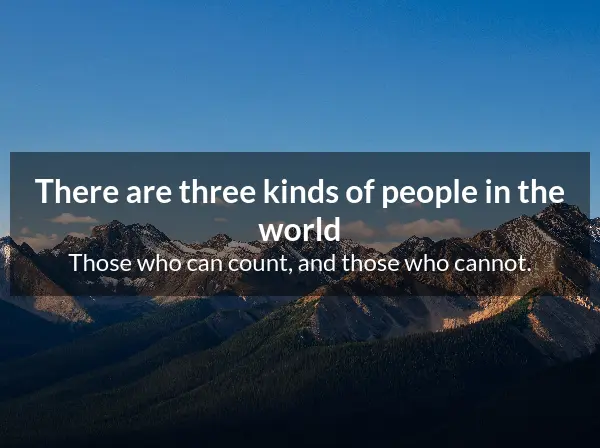 There are three kinds of people in the
world
Those who can count, and those who cannot.